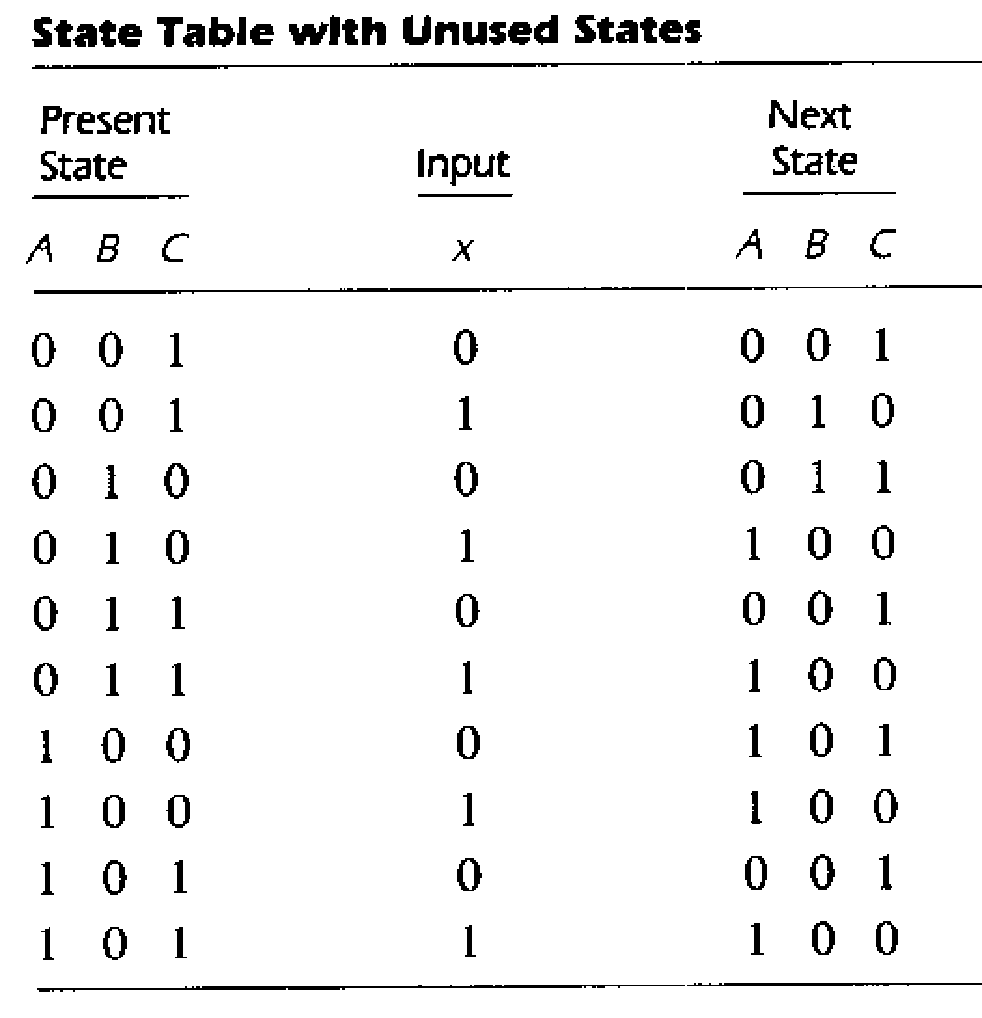 State Table with Unused States
Present State Input Next State
A B C x A B C
0 0 1 0 0 0 1
0 0 1 1 0 1 0
0 1 0 0 0 1 1
0 1 0 1 1 0 0
0 1 1 0 0 0 1
0 1 1 1 1 0 0
1 0 0 0 1 0 1
1 0 0 1 1 0 0
1 0 1 0 0 0 1
1 0 1 1 1 0 0